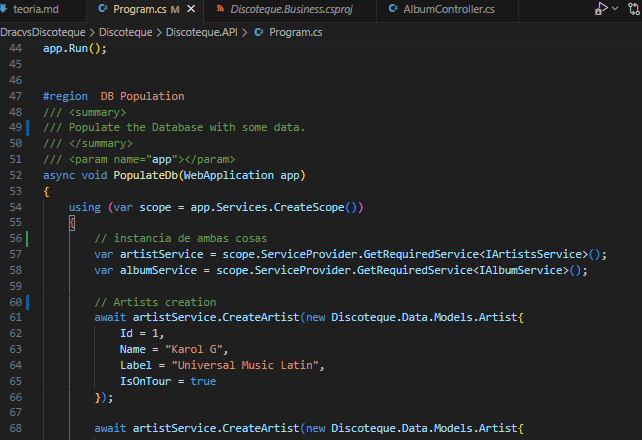 teoria.md
Program.cs M
Discoteque.Business.csproj
AlbumController.cs
DracvsDiscoteque > Discoteque > Discoteque.API > Program.cs
44 app.Run();
45
46
47 #region  DB Population
48 /// <summary>
49 /// Populate the Database with some data.
50 /// </summary>
51 /// <param name="app"></param>
52 async void PopulateDb(WebApplication app)
53 {
54     using (var scope = app.Services.CreateScope())
55     {
56         // instancia de ambas cosas
57         var artistService = scope.ServiceProvider.GetRequiredService<IArtistsService>();
58         var albumService = scope.ServiceProvider.GetRequiredService<IAlbumService>();
59
60         // Artists creation
61         await artistService.CreateArtist(new Discoteque.Data.Models.Artist{
62             Id = 1,
63             Name = "Karol G",
64             Label = "Universal Music Latin",
65             IsOnTour = true
66         });
67
68         await artistService.CreateArtist(new Discoteque.Data.Models.Artist{